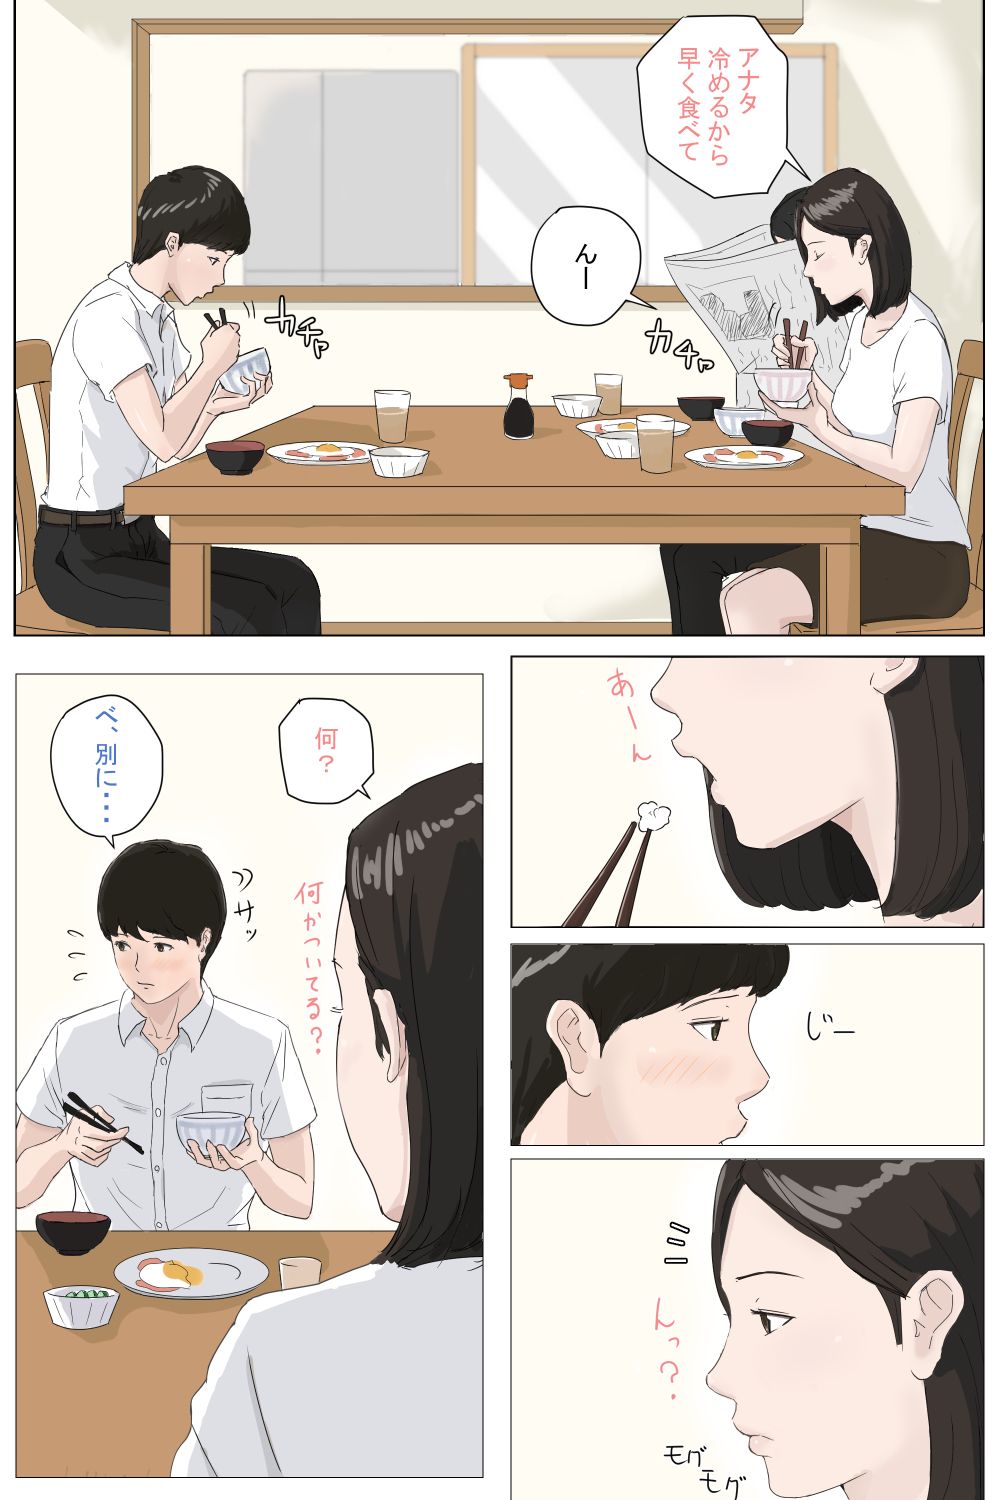 アナタ
冷めるから
早く食べて
んー
カチャ
カチャ
あーん
じー
んっ?
モグ
モグ
何?
何かついてる?
べ、別に・・・
サッ